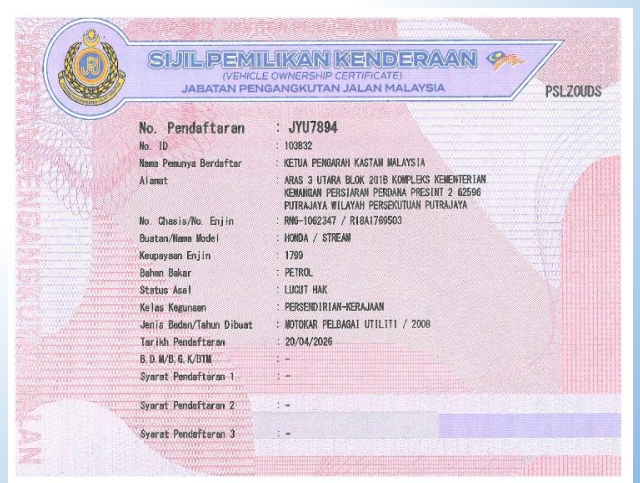 SIJIL PEMILIKAN KENDERAAN
(VEHICLE OWNERSHIP CERTIFICATE)
JABATAN PENGANGKUTAN JALAN MALAYSIA
PSLZOUDS
No. Pendaftaran : JYU7894
No. ID : 103832
Nama Pemunya Berdaftar : KETUA PENGARAH KASTAM MALAYSIA
Alamat : ARAS 3 UTARA BLOK 201B KOMPLEKS KEMENTERIAN
KEWANGAN PERSIARAN PERDANA PRESINT 2 62596
PUTRAJAYA WILAYAH PERSEKUTUAN PUTRAJAYA
No. Chasis/No. Enjin : RN6-1062347 / R18A1769503
Buatan/Nama Model : HONDA / STREAM
Keupayaan Enjin : 1799
Bahan Bakar : PETROL
Status Asal : LUCUT HAK
Kelas Kegunaan : PERSENDIRIAN-KERAJAAN
Jenis Badan/Tahun Dibuat : MOTOKAR PELBAGAI UTILITI / 2008
Tarikh Pendaftaran : 20/04/2026
B.D.M/B.G.K/BTM : -
Syarat Pendaftaran 1 : -
Syarat Pendaftaran 2 : -
Syarat Pendaftaran 3 : -